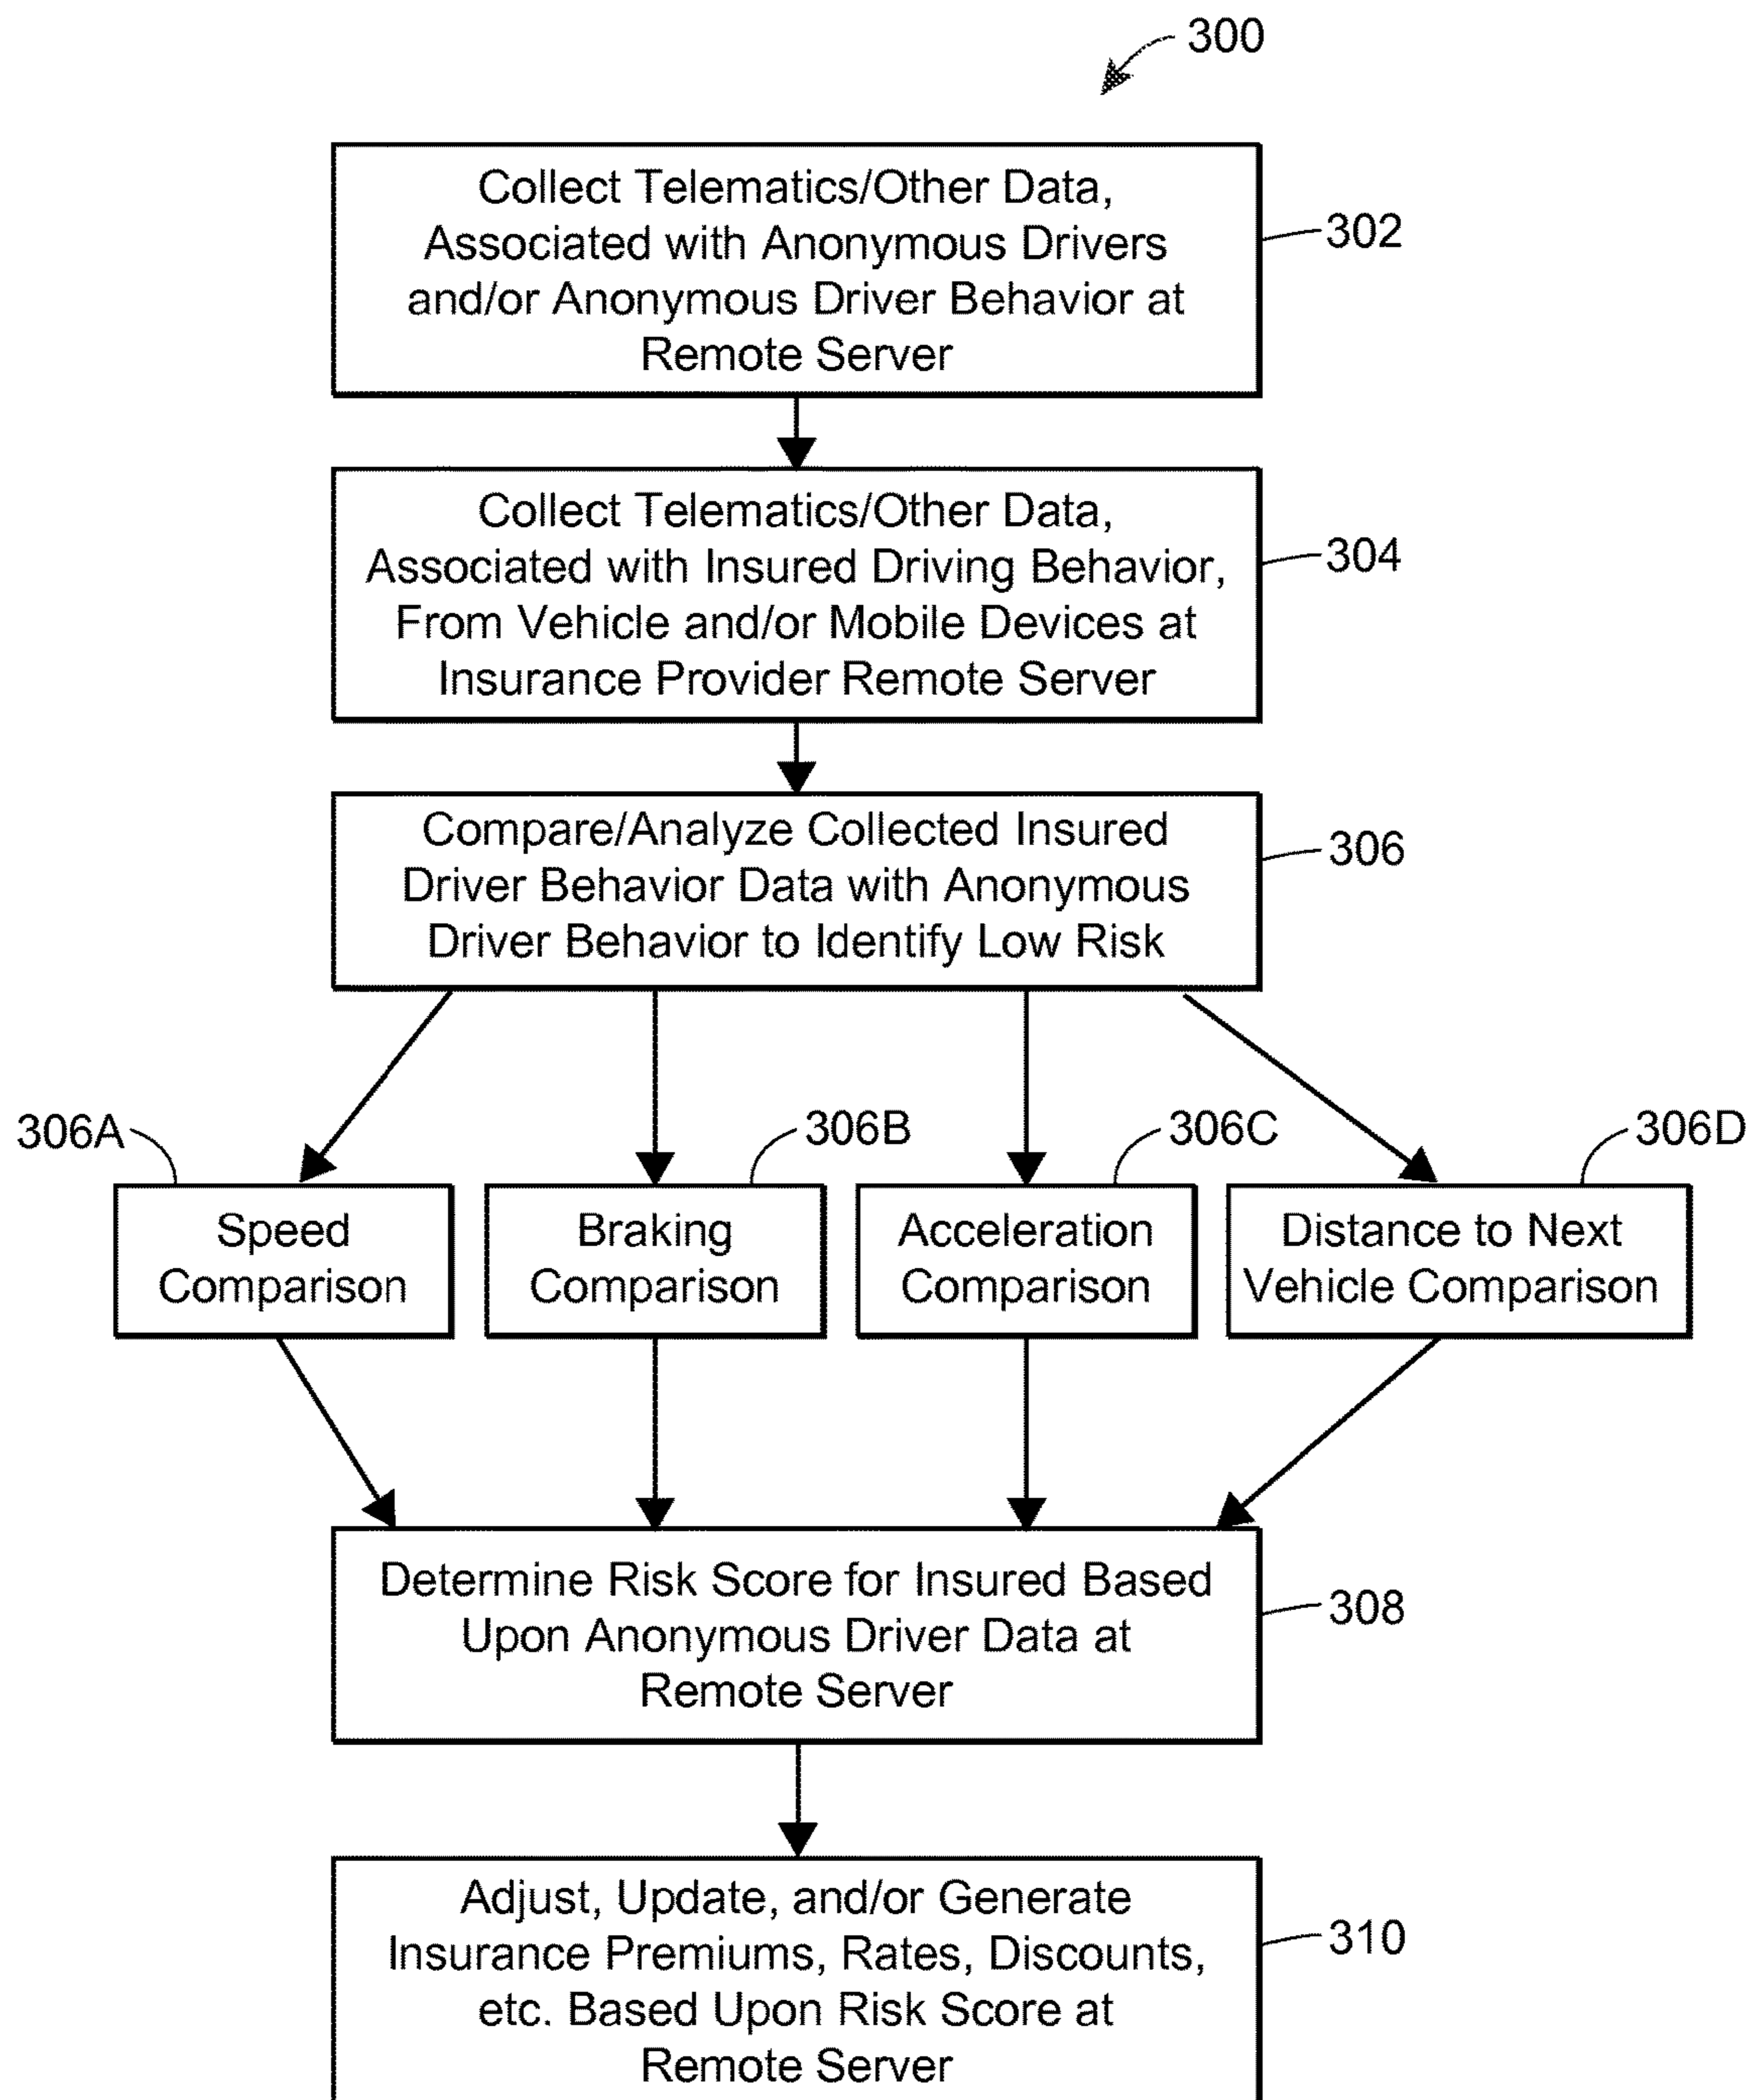 300
Collect Telematics/Other Data,
Associated with Anonymous Drivers
and/or Anonymous Driver Behavior at
Remote Server
302
Collect Telematics/Other Data,
Associated with Insured Driving Behavior,
From Vehicle and/or Mobile Devices at
Insurance Provider Remote Server
304
Compare/Analyze Collected Insured
Driver Behavior Data with Anonymous
Driver Behavior to Identify Low Risk
306
306A
Speed
Comparison
306B
Braking
Comparison
306C
Acceleration
Comparison
306D
Distance to Next
Vehicle Comparison
Determine Risk Score for Insured Based
Upon Anonymous Driver Data at
Remote Server
308
Adjust, Update, and/or Generate
Insurance Premiums, Rates, Discounts,
etc. Based Upon Risk Score at
Remote Server
310